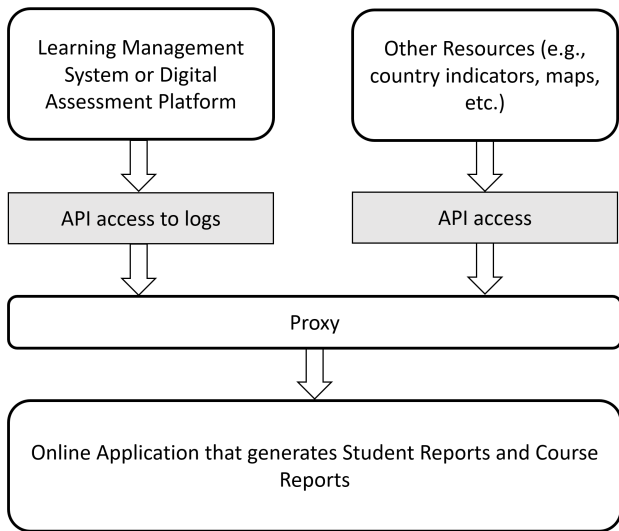 Learning Management
System or Digital
Assessment Platform
Other Resources (e.g.,
country indicators, maps,
etc.)
API access to logs
API access
Proxy
Online Application that generates Student Reports and Course
Reports